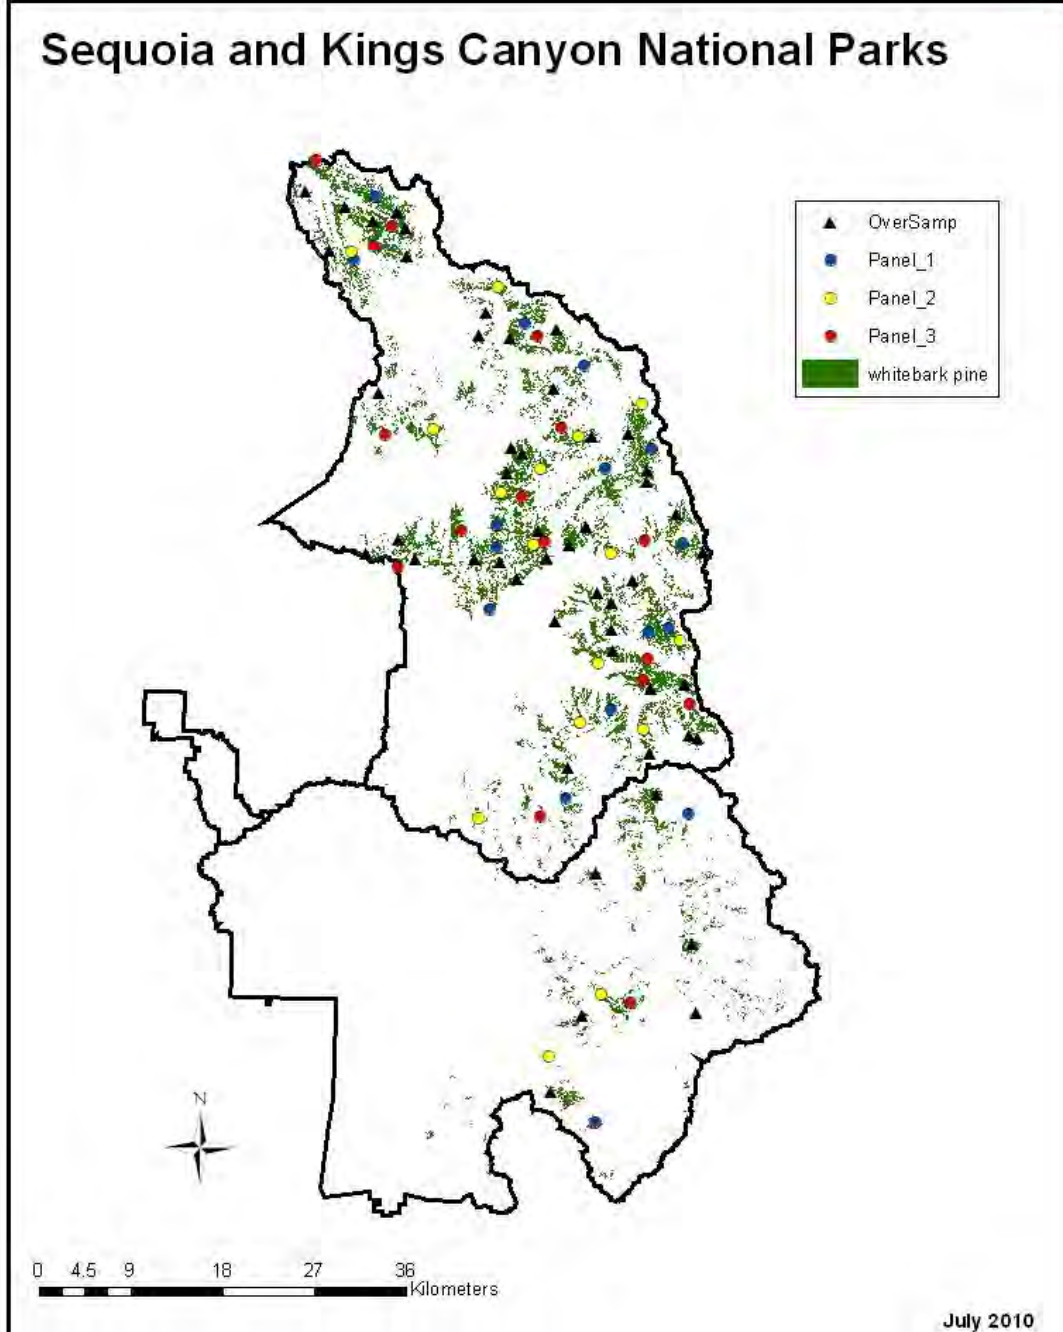 Sequoia and Kings Canyon National Parks
OverSamp
Panel_1
Panel_2
Panel_3
whitebark pine
N
0 4.5 9 18 27 36
Kilometers
July 2010